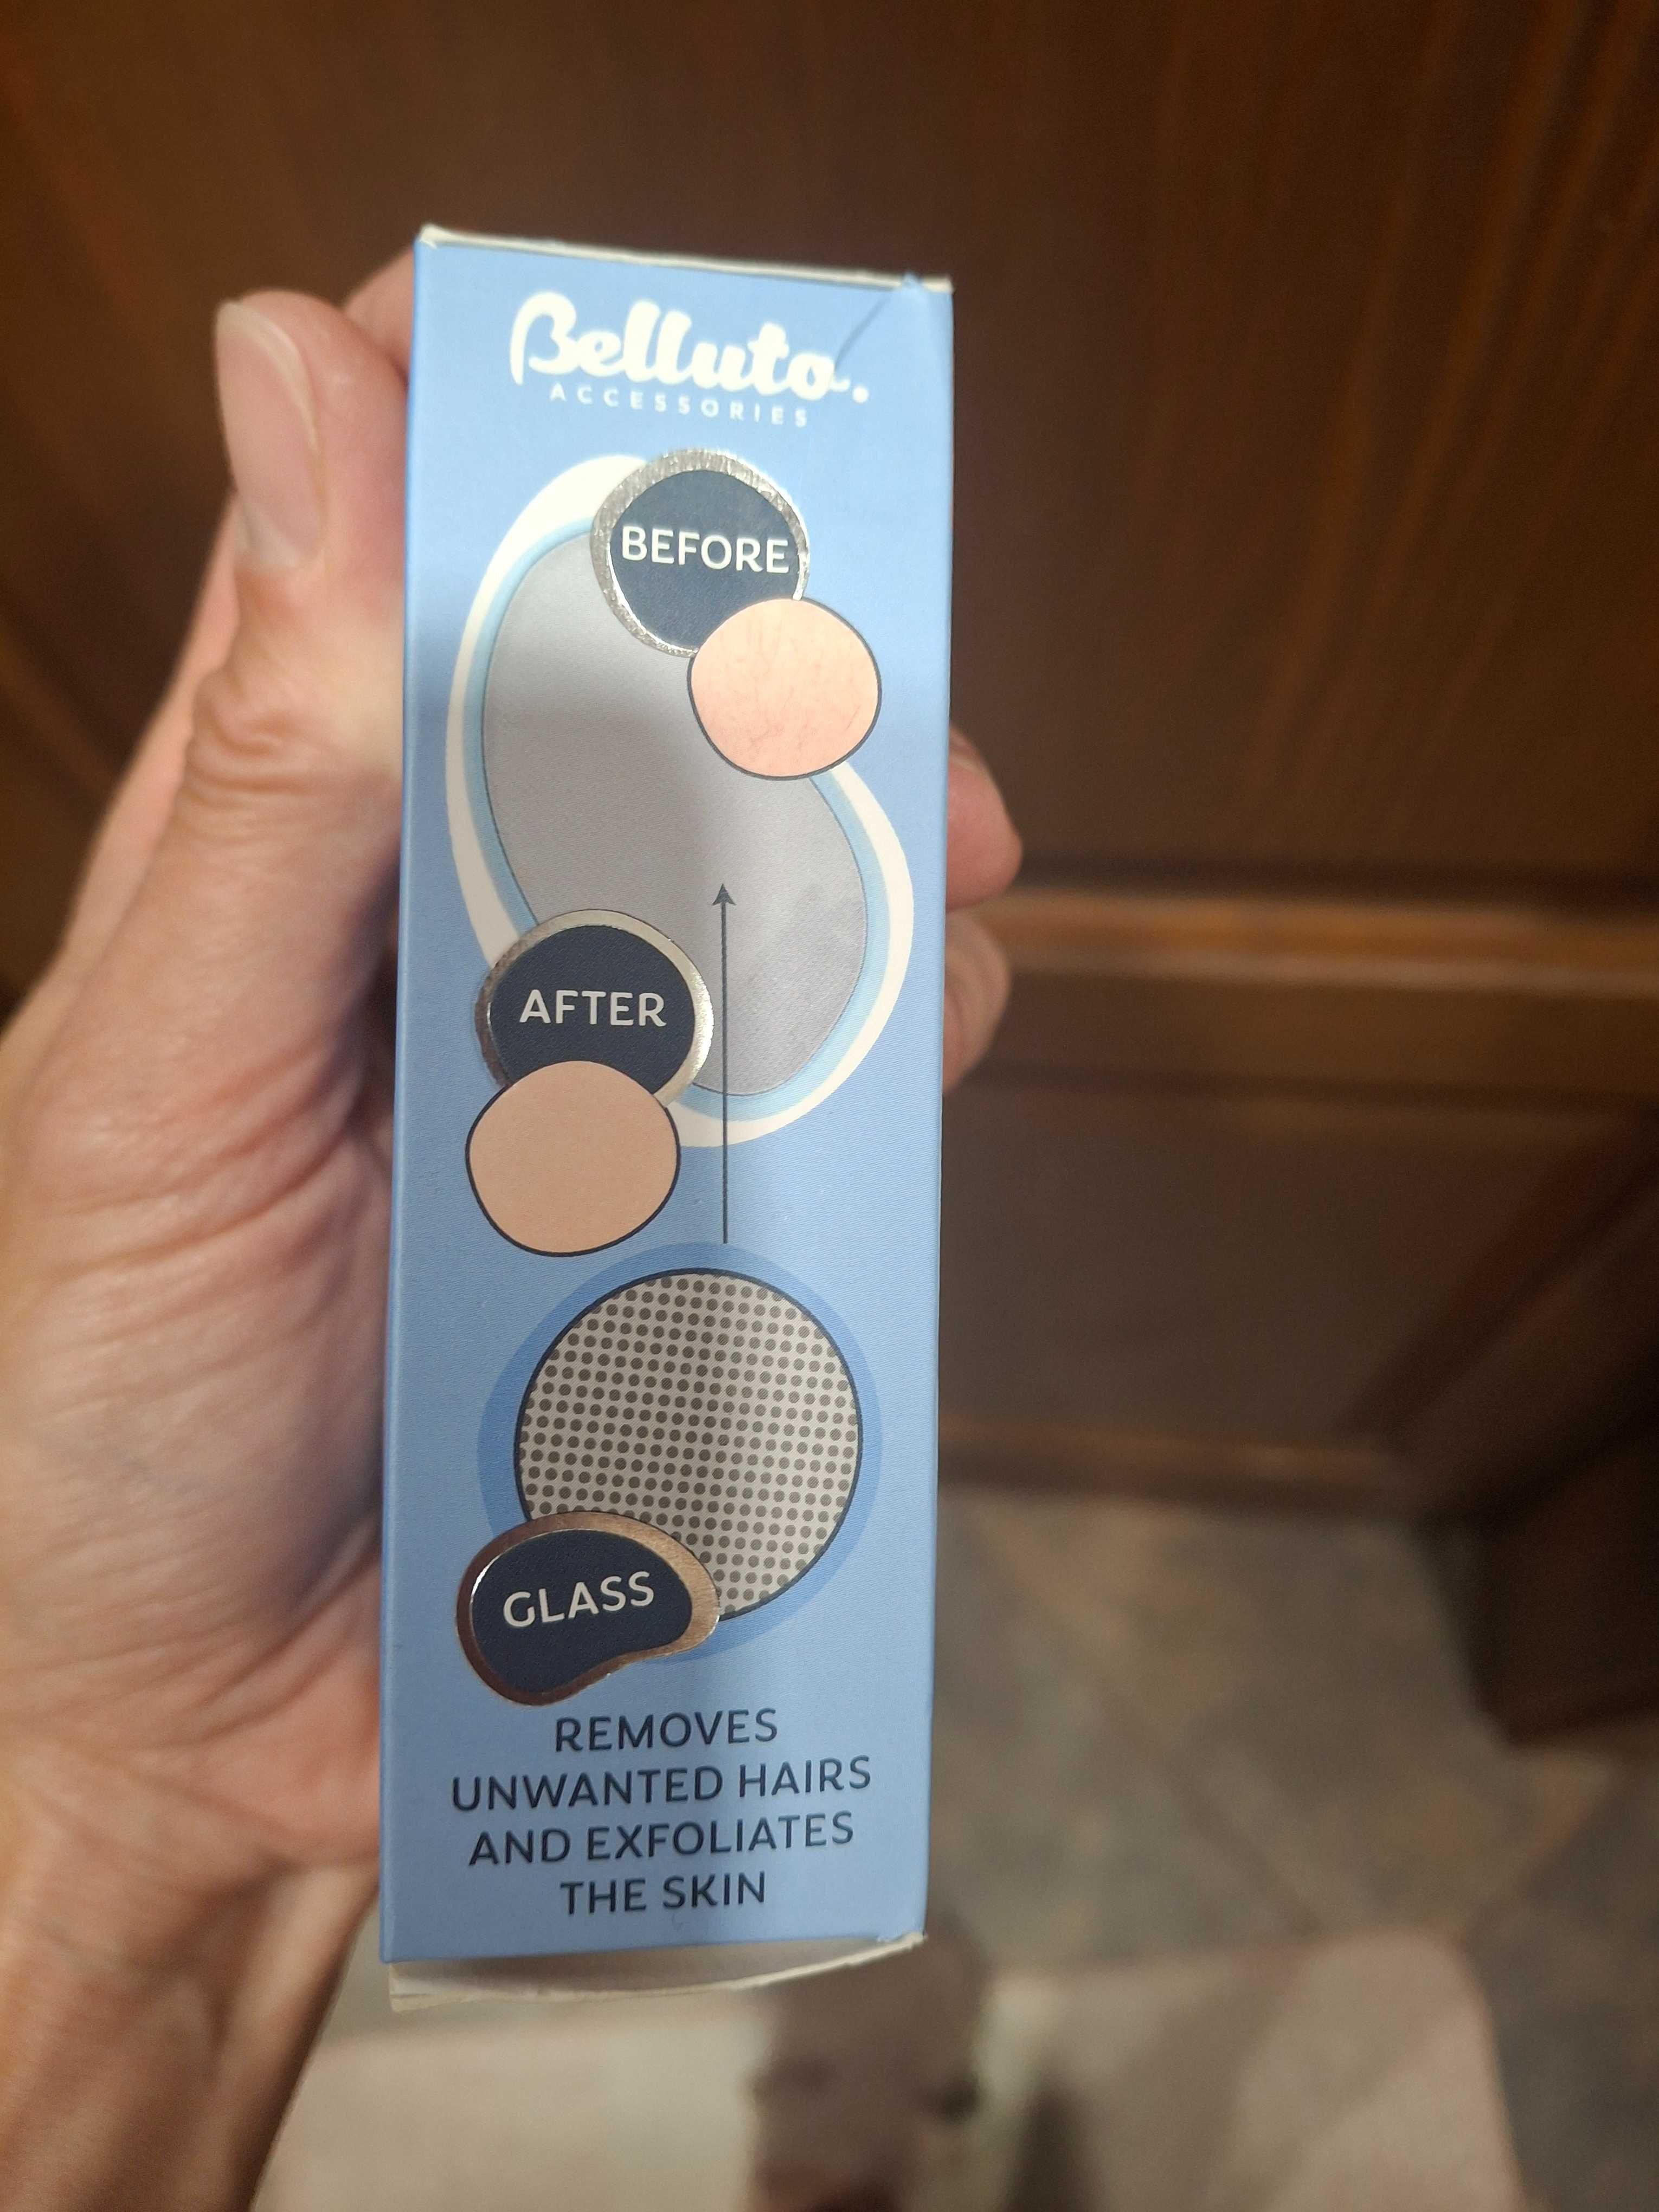 Belluto.
ACCESSORIES
BEFORE
AFTER
GLASS
REMOVES
UNWANTED HAIRS
AND EXFOLIATES
THE SKIN